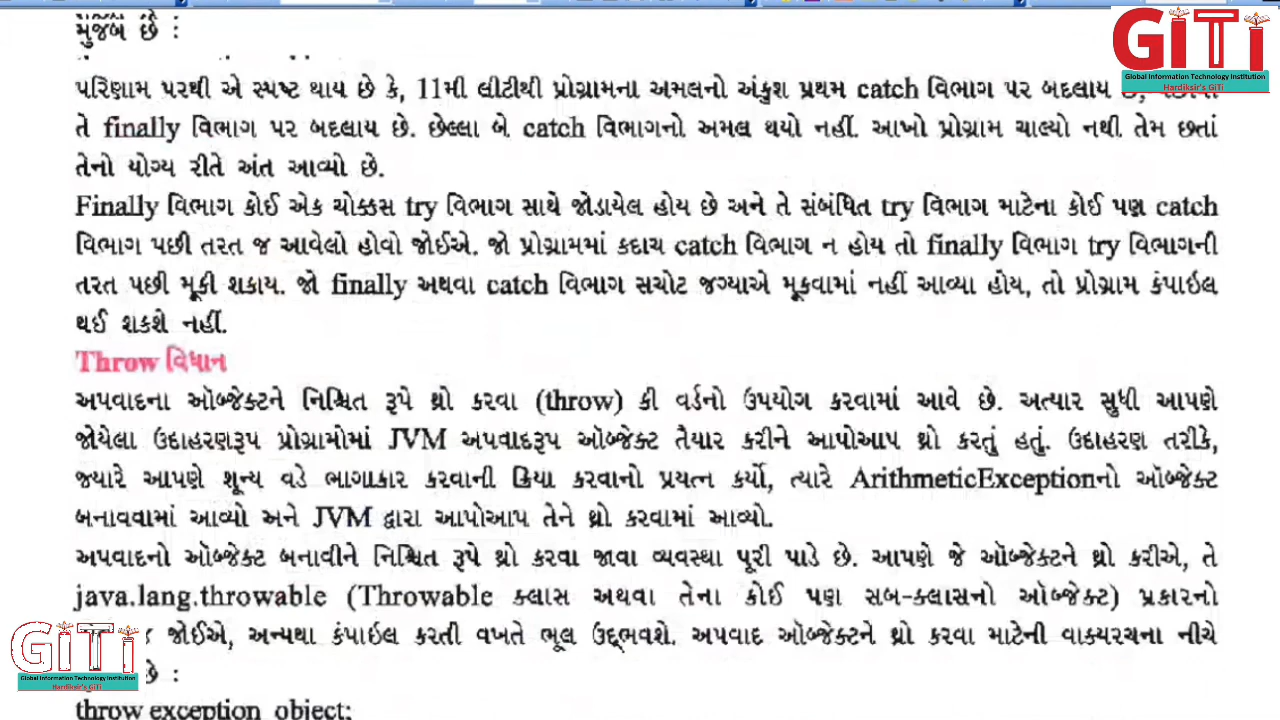 મુજબ છે :
GiTi
Global Information Technology Institution
Hardiksir's GiTi
પરિણામ પરથી એ સ્પષ્ટ થાય છે કે, 11મી લીટીથી પ્રોગ્રામના અમલનો અંકુશ પ્રથમ catch વિભાગ પર બદલાય
તે finally વિભાગ પર બદલાય છે. છેલ્લા બે catch વિભાગનો અમલ થયો નહીં. આખો પ્રોગ્રામ ચાલ્યો નથી તેમ છતાં
તેનો યોગ્ય રીતે અંત આવ્યો છે.
Finally વિભાગ કોઈ એક ચોક્કસ try વિભાગ સાથે જોડાયેલ હોય છે અને તે સંબંધિત try વિભાગ માટેના કોઈ પણ catch
વિભાગ પછી તરત જ આવેલો હોવો જોઈએ. જો પ્રોગ્રામમાં કદાચ catch વિભાગ ન હોય તો finally વિભાગ try વિભાગની
તરત પછી મૂકી શકાય. જો finally અથવા catch વિભાગ સચોટ જગ્યાએ મૂકવામાં નહીં આવ્યા હોય, તો પ્રોગ્રામ કંપાઇલ
થઈ શકશે નહીં.
Throw વિધાન
અપવાદના ઑબ્જેક્ટને નિશ્ચિત રૂપે થ્રો કરવા (throw) કી વર્ડનો ઉપયોગ કરવામાં આવે છે. અત્યાર સુધી આપણે
જોયેલા ઉદાહરણરૂપ પ્રોગ્રામોમાં JVM અપવાદરૂપ ઑબ્જેક્ટ તૈયાર કરીને આપોઆપ થ્રો કરતું હતું. ઉદાહરણ તરીકે,
જ્યારે આપણે શૂન્ય વડે ભાગાકાર કરવાની ક્રિયા કરવાનો પ્રયત્ન કર્યો, ત્યારે ArithmeticExceptionનો ઑબ્જેક્ટ
બનાવવામાં આવ્યો અને JVM દ્વારા આપોઆપ તેને થ્રો કરવામાં આવ્યો.
અપવાદનો ઑબ્જેક્ટ બનાવીને નિશ્ચિત રૂપે થ્રો કરવા જાવા વ્યવસ્થા પૂરી પાડે છે. આપણે જે ઑબ્જેક્ટને થ્રો કરીએ, તે
java.lang.throwable (Throwable ક્લાસ અથવા તેના કોઈ પણ સબ-ક્લાસનો ઑબ્જેક્ટ) પ્રકારનો
જોઈએ, અન્યથા કંપાઇલ કરતી વખતે ભૂલ ઉદ્દ્ભવશે. અપવાદ ઑબ્જેક્ટને થ્રો કરવા માટેની વાક્યરચના નીચે
છે :
throw exception_object;
GiTi
Global Information Technology Institution
Hardiksir's GiTi